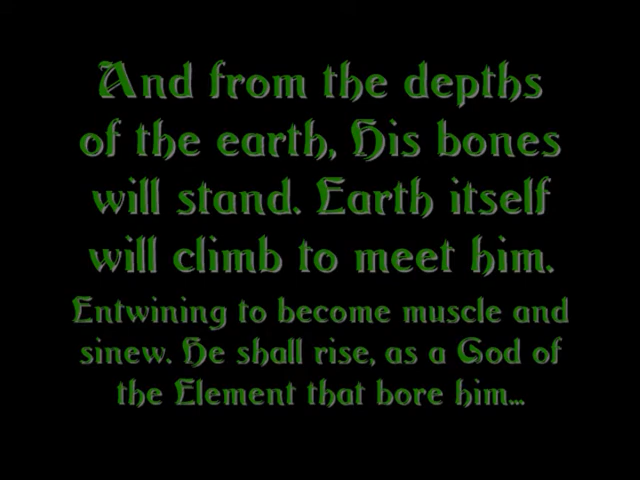 And from the depths
of the earth, His bones
will stand. Earth itself
will climb to meet him.
Entwining to become muscle and
sinew. He shall rise, as a God of
the Element that bore him...